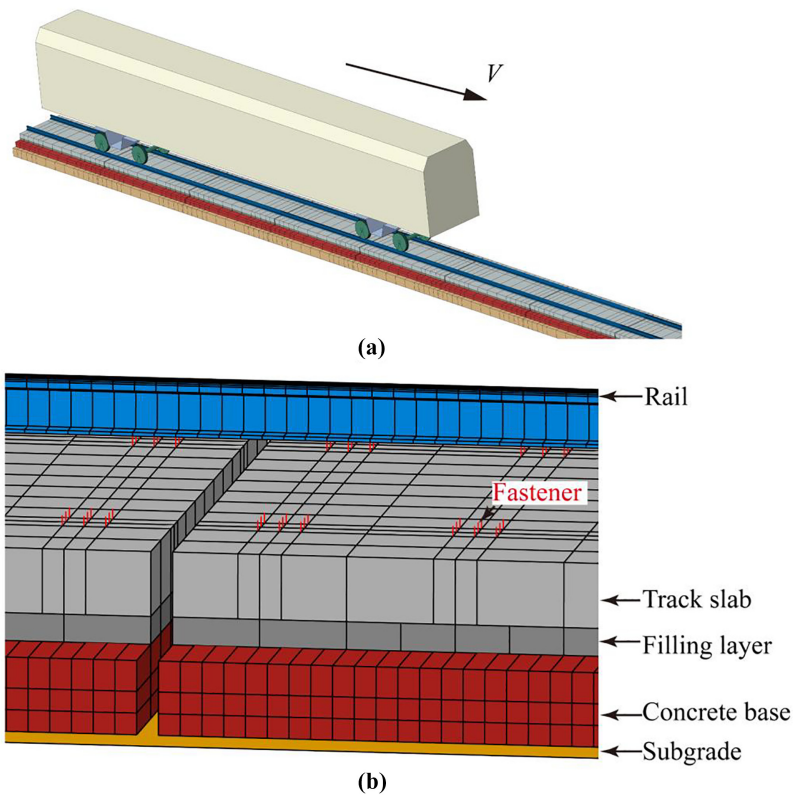 V
(a)
Rail
Fastener
Track slab
Filling layer
Concrete base
Subgrade
(b)